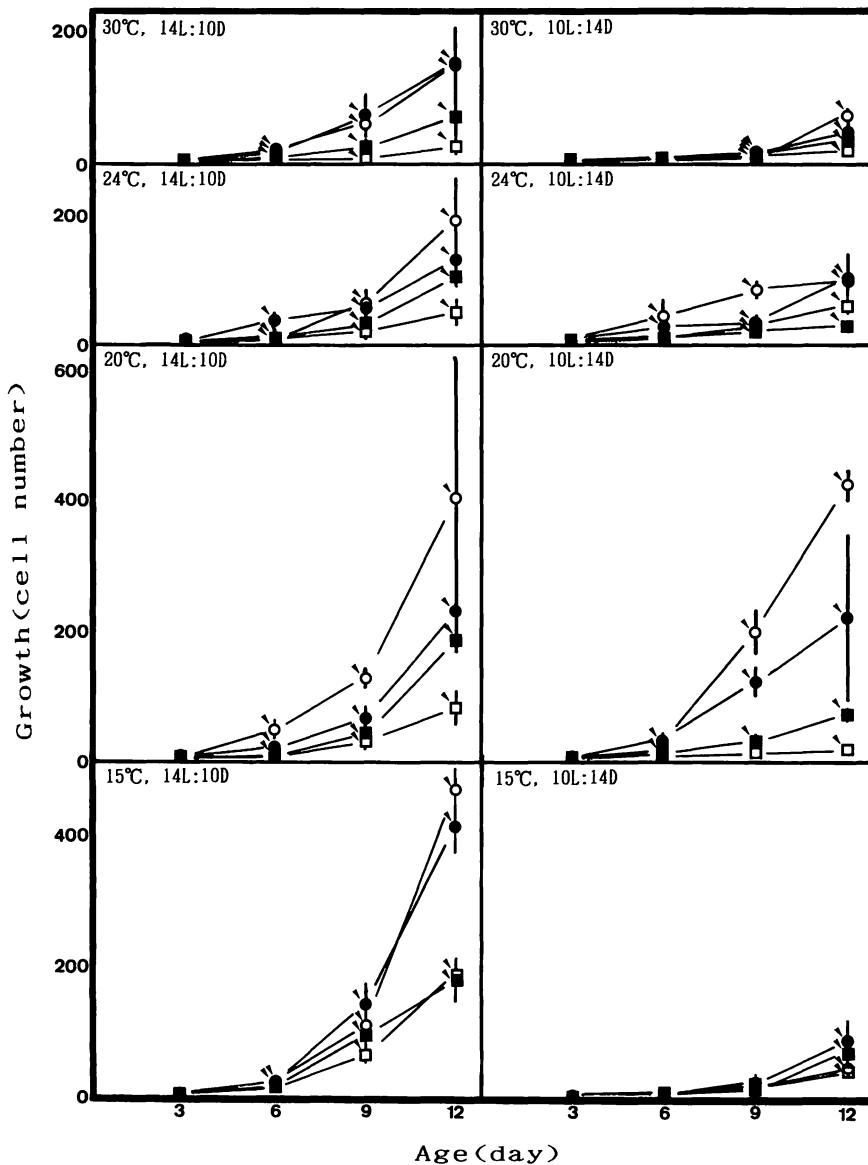 30℃, 14L:10D
30℃, 10L:14D
200
0
24℃, 14L:10D
24℃, 10L:14D
200
0
20℃, 14L:10D
20℃, 10L:14D
600
400
200
0
15℃, 14L:10D
15℃, 10L:14D
400
200
0
3 6 9 12 3 6 9 12
Growth(cell number)
Age(day)